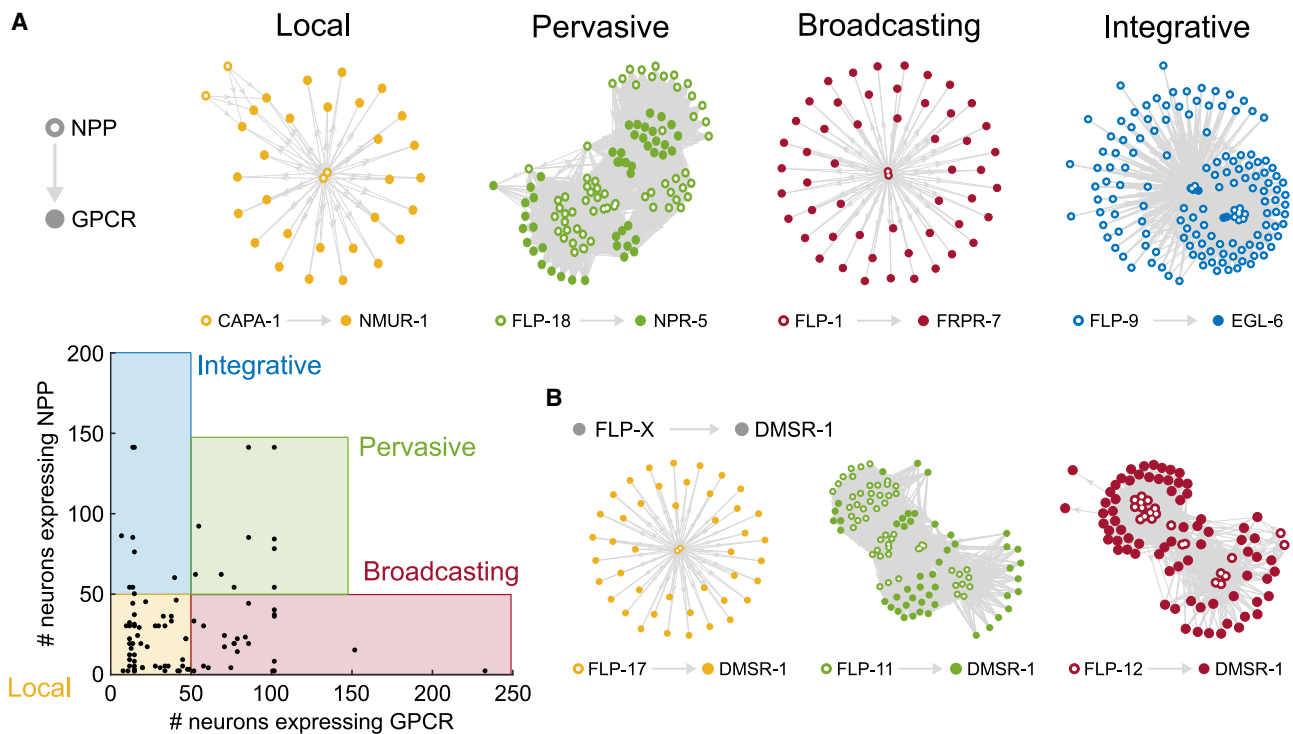 A
Local
Pervasive
Broadcasting
Integrative
NPP
GPCR
CAPA-1
NMUR-1
FLP-18
NPR-5
FLP-1
FRPR-7
FLP-9
EGL-6
# neurons expressing NPP
200
150
100
50
0
Integrative
Pervasive
Broadcasting
Local
0
50
100
150
200
250
# neurons expressing GPCR
B
FLP-X
DMSR-1
FLP-17
DMSR-1
FLP-11
DMSR-1
FLP-12
DMSR-1